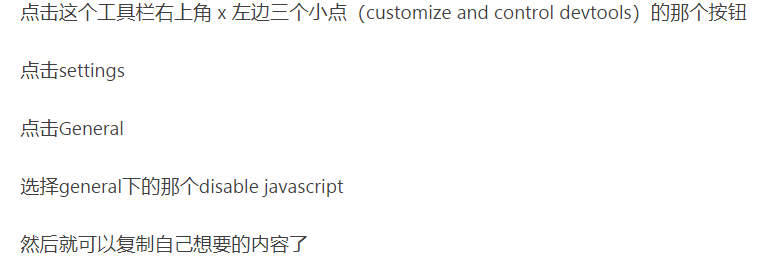 点击这个工具栏右上角 x 左边三个小点（customize and control devtools）的那个按钮
点击settings
点击General
选择general下的那个disable javascript
然后就可以复制自己想要的内容了